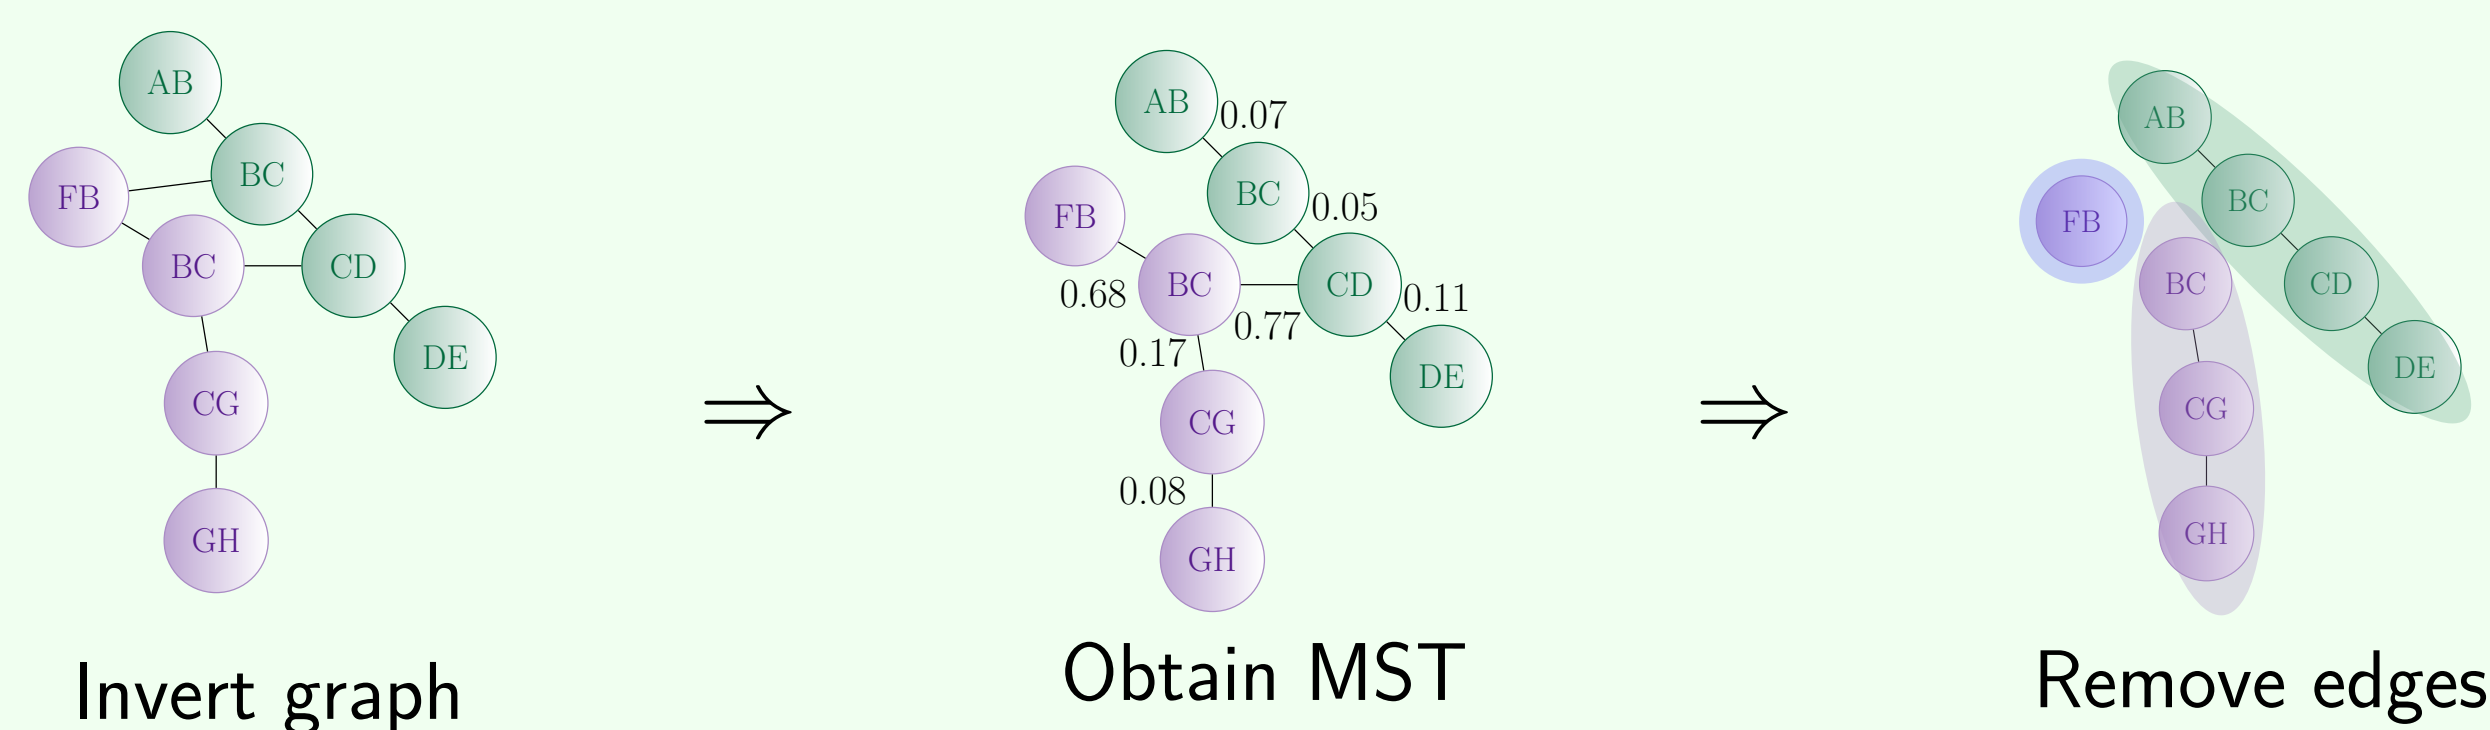 AB
BC
FB
BC
CD
DE
CG
GH
Invert graph
⇒
AB
0.07
BC
0.05
FB
BC
CD
0.68
0.77
0.11
0.17
DE
CG
0.08
GH
Obtain MST
⇒
AB
BC
FB
BC
CD
DE
CG
GH
Remove edges